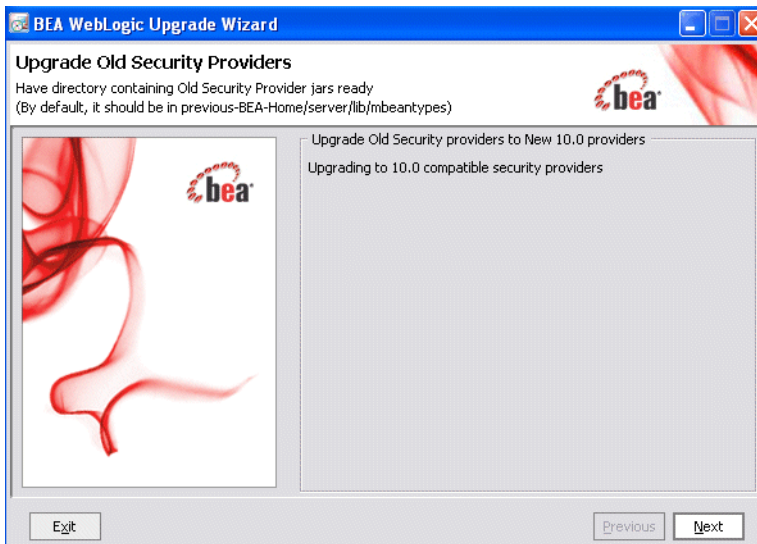 BEA WebLogic Upgrade Wizard
Upgrade Old Security Providers
Have directory containing Old Security Provider jars ready
(By default, it should be in previous-BEA-Home/server/lib/mbeantypes)
bea
bea
Upgrade Old Security providers to New 10.0 providers
Upgrading to 10.0 compatible security providers
Exit
Previous
Next